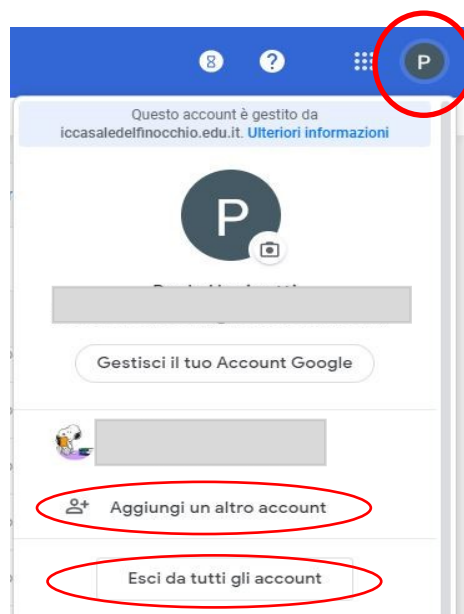 8 ? P
Questo account è gestito da
iccasaledelfinocchio.edu.it. Ulteriori informazioni
P
Gestisci il tuo Account Google
Aggiungi un altro account
Esci da tutti gli account